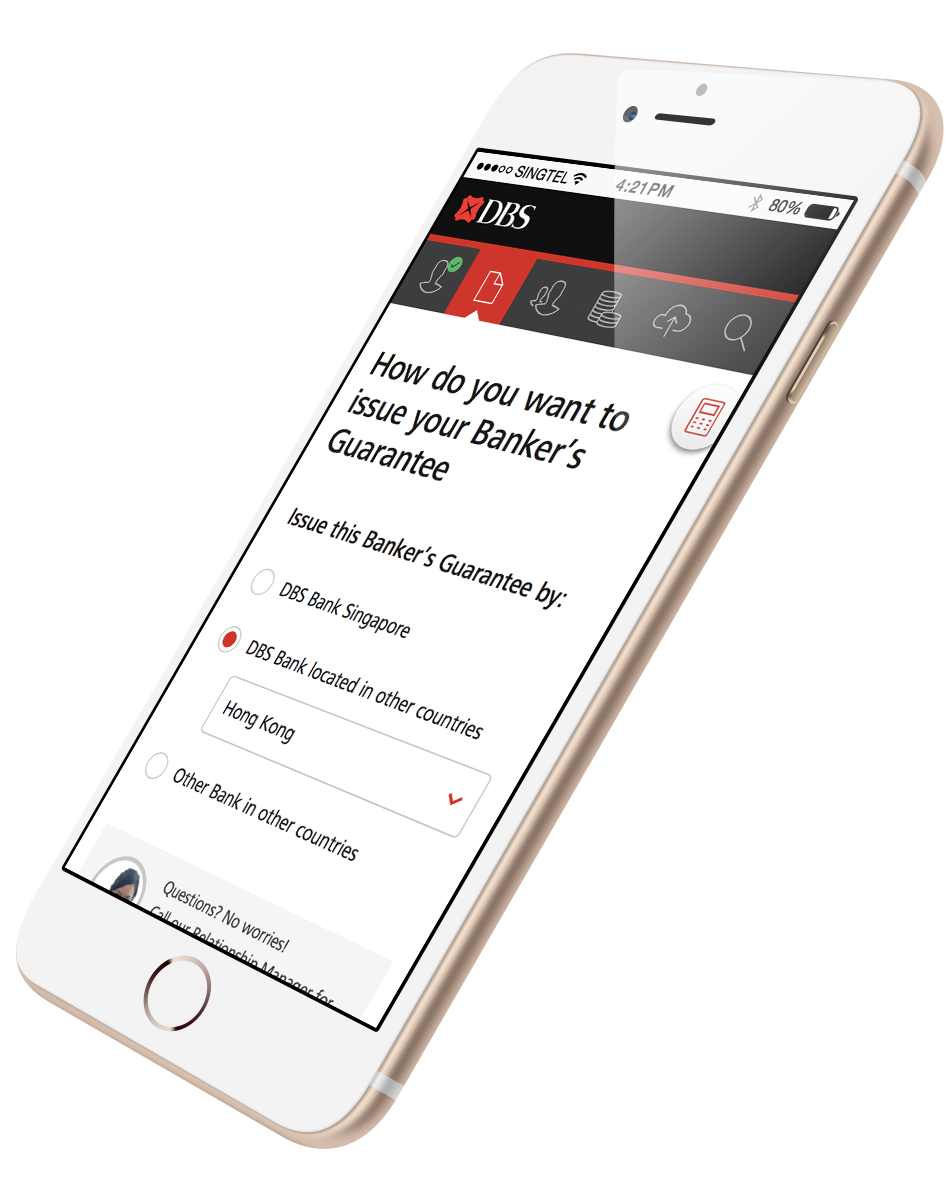 SINGTEL 4:21PM 80%
DBS
How do you want to
issue your Banker's
Guarantee
Issue this Banker's Guarantee by:
DBS Bank Singapore
DBS Bank located in other countries
Hong Kong
Other Bank in other countries
Questions? No worries!
Call our Relationship Manager for